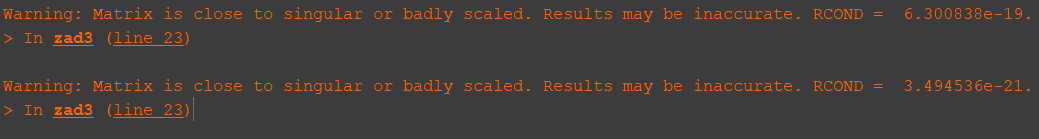 Warning: Matrix is close to singular or badly scaled. Results may be inaccurate. RCOND =  6.300838e-19.
> In zad3 (line 23)
Warning: Matrix is close to singular or badly scaled. Results may be inaccurate. RCOND =  3.494536e-21.
> In zad3 (line 23)